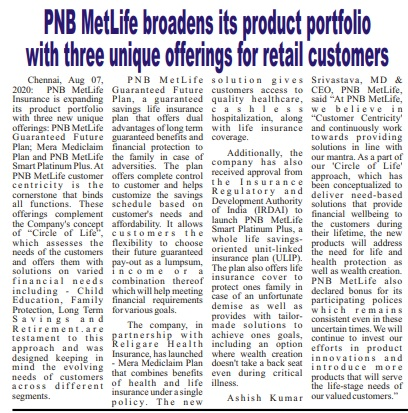 PNB MetLife broadens its product portfolio
with three unique offerings for retail customers
Chennai, Aug 07,
2020: PNB MetLife
Insurance is expanding
its product portfolio
with three new unique
offerings: PNB MetLife
Guaranteed Future
Plan; Mera Mediclaim
Plan and PNB MetLife
Smart Platinum Plus. At
PNB MetLife customer
centricity is the
cornerstone that binds
all functions. These
offerings complement
the Company's concept
of "Circle of Life",
which assesses the
needs of the customers
and offers them with
solutions on varied
financial needs
including - Child
Education, Family
Protection, Long Term
Savings and
Retirement.are
testament to this
approach and was
designed keeping in
mind the evolving
needs of customers
across different
segments.
PNB MetLife
Guaranteed Future
Plan, a guaranteed
savings life insurance
plan that offers dual
advantages of long term
guaranteed benefits and
financial protection to
the family in case of
adversities. The plan
offers complete control
to customer and helps
customize the savings
schedule based on
customer's needs and
affordability. It allows
customers the
flexibility to choose
their future guaranteed
pay-out as a lumpsum,
income or a
combination thereof
which will help meeting
financial requirements
for various goals.
The company, in
partnership with
Religare Health
Insurance, has launched
- Mera Mediclaim Plan
that combines benefits
of health and life
insurance under a single
policy. The new
solution gives
customers access to
quality healthcare,
cashless
hospitalization, along
with life insurance
coverage.
Additionally, the
company has also
received approval from
the Insurance
Regulatory and
Development Authority
of India (IRDAI) to
launch PNB MetLife
Smart Platinum Plus, a
whole life savings-
oriented unit-linked
insurance plan (ULIP).
The plan also offers life
insurance cover to
protect ones family in
case of an unfortunate
demise as well as
provides with tailor-
made solutions to
achieve ones goals,
including an option
where wealth creation
doesn't take a back seat
even during critical
illness.
Ashish Kumar
Srivastava, MD &
CEO, PNB MetLife,
said "At PNB MetLife,
we believe in
"Customer Centricity'
and continuously work
towards providing
solutions in line with
our mantra. As a part of
our 'Circle of Life'
approach, which has
been conceptualized to
deliver need-based
solutions that provide
financial wellbeing to
the customers during
their lifetime, the new
products will address
the need for life and
health protection as
well as wealth creation.
PNB MetLife also
declared bonus for its
participating polices
which remains
consistent even in these
uncertain times. We will
continue to invest our
efforts in product
innovations and
introduce more
products that will serve
the life-stage needs of
our valued customers."